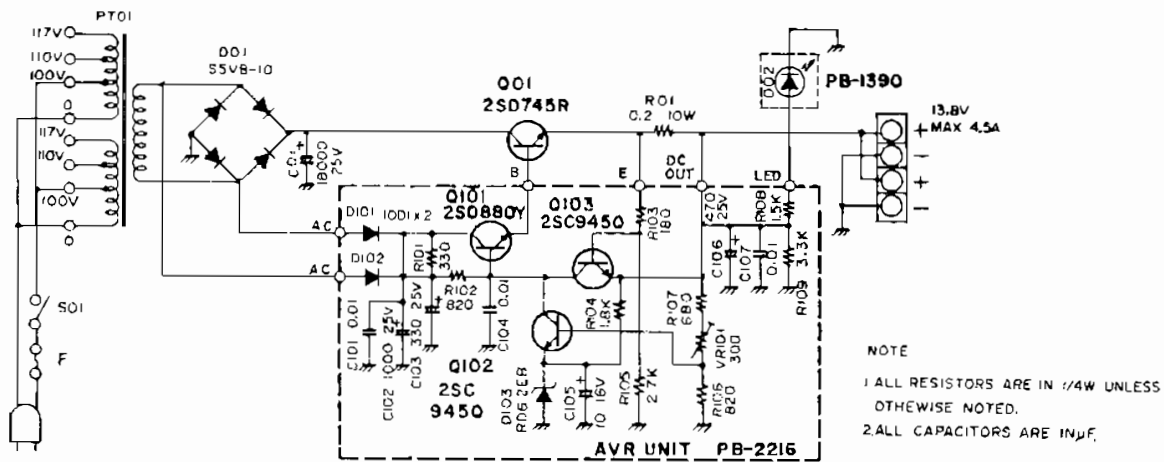 PT01
117V
110V
100V
0
117V
110V
100V
0
S01
F
D01
S5VB-10
C01
18000
25V
Q01
2SD745R
R01
0.2 10W
D02
PB-1390
13.8V
MAX 4.5A
+
−
+
−
B
E
DC
OUT
LED
AC
AC
D101
10D1 x 2
D102
Q101
2SD880Y
Q103
2SC945Q
R101
330
R102
820
C101 0.01
C102 1000 25V
C103 330 25V
C104 0.01
Q102
2SC
945Q
D103
RD6.2EB
C105
10 16V
R103
180
R104
1.8K
R105
2.7K
R107
680
VR101
300
R106
820
470
25V
C106
C107
0.01
R108
1.5K
R109
3.3K
AVR UNIT PB-2216
NOTE
1 ALL RESISTORS ARE IN 1/4W UNLESS
OTHEWISE NOTED.
2.ALL CAPACITORS ARE INμF.